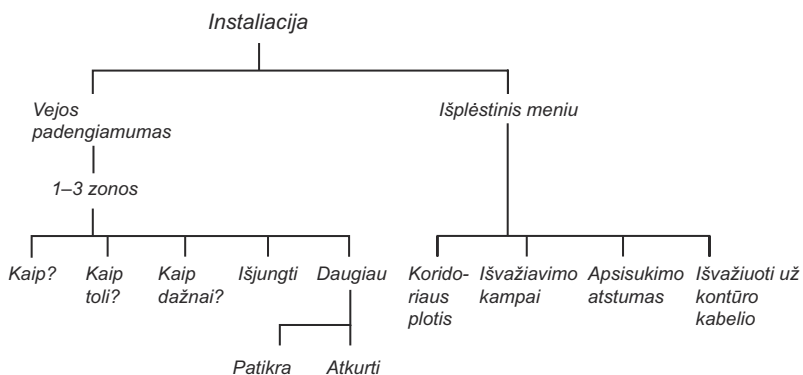 Instaliacija
Vejos
padengiamumas
Išplėstinis meniu
1–3 zonos
Kaip?
Kaip
toli?
Kaip
dažnai?
Išjungti
Daugiau
Korido-
riaus
plotis
Išvažiavimo
kampai
Apsisukimo
atstumas
Išvažiuoti už
kontūro
kabelio
Patikra
Atkurti